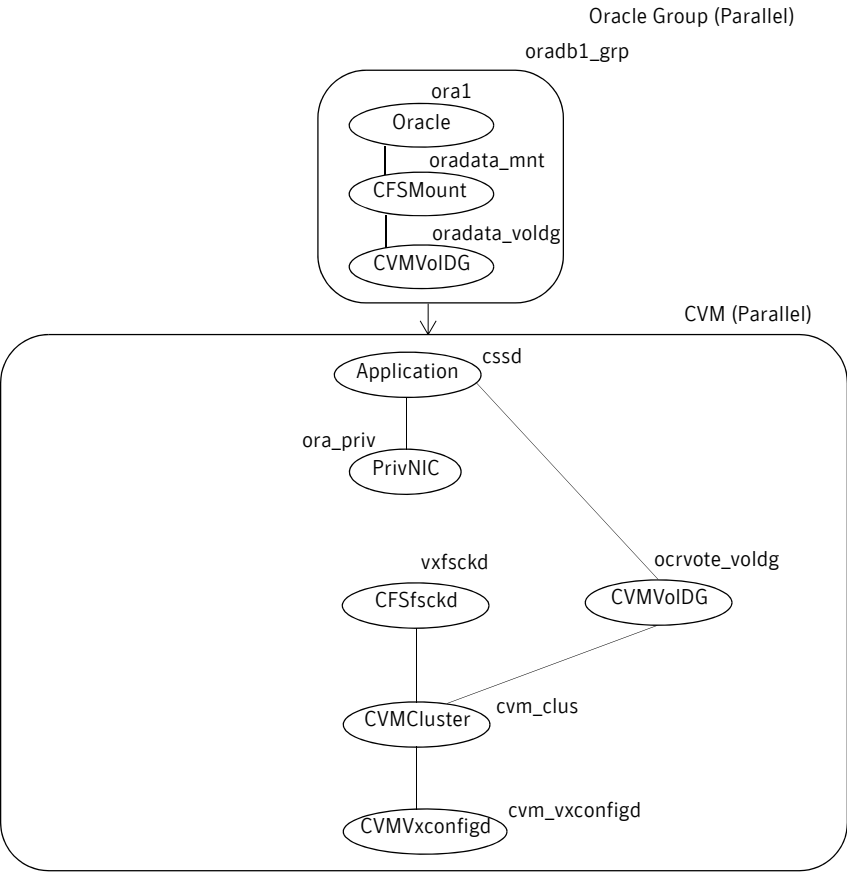 Oracle Group (Parallel)
oradb1_grp
ora1
Oracle
oradata_mnt
CFSMount
oradata_voldg
CVMVolDG
CVM (Parallel)
cssd
Application
ora_priv
PrivNIC
vxfsckd
CFSfsckd
ocrvote_voldg
CVMVolDG
cvm_clus
CVMCluster
cvm_vxconfigd
CVMVxconfigd